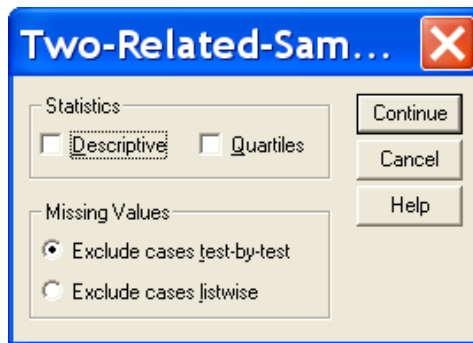 Two-Related-Sam...
Statistics
Descriptive
Quartiles
Continue
Cancel
Help
Missing Values
Exclude cases test-by-test
Exclude cases listwise